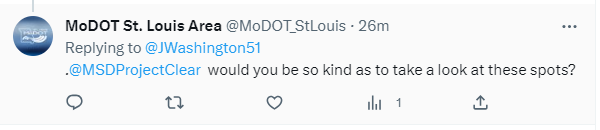 MoDOT St. Louis Area @MoDOT_StLouis · 26m
Replying to @JWashington51
.@MSDProjectClear would you be so kind as to take a look at these spots?
1